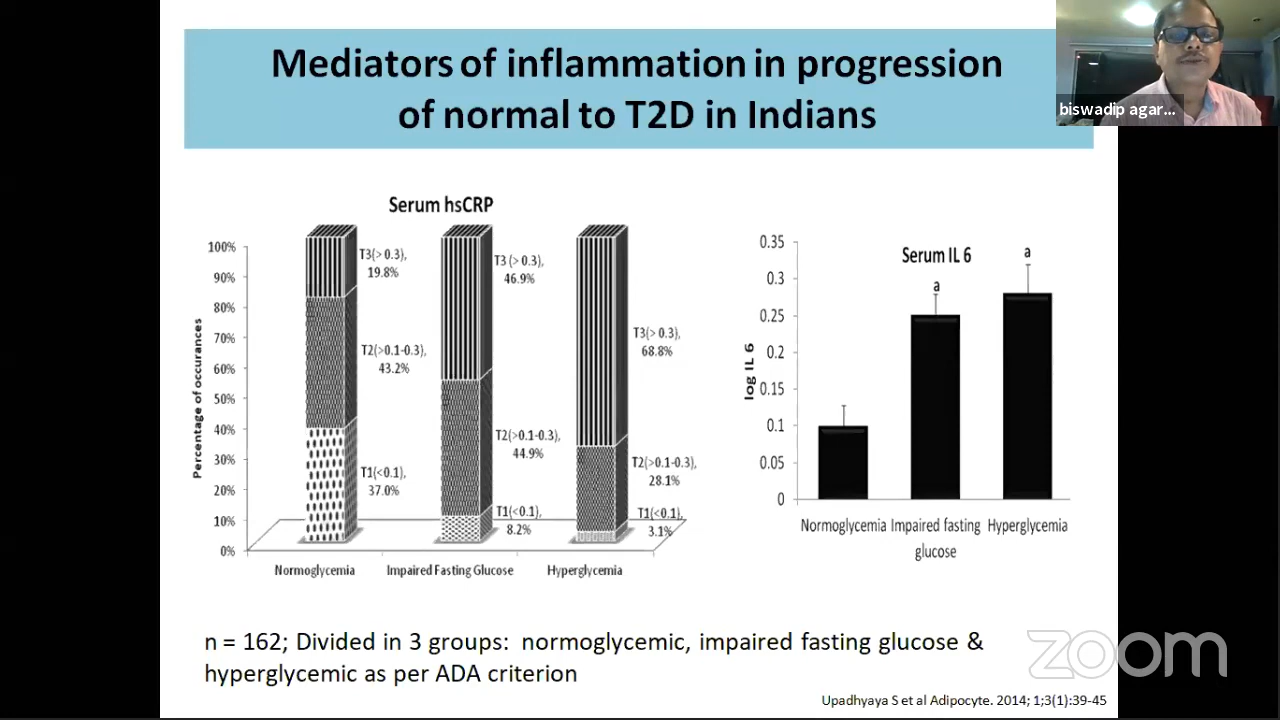 Mediators of inflammation in progression
of normal to T2D in Indians
biswadip agar...
Serum hsCRP
Percentage of occurances
100%
90%
80%
70%
60%
50%
40%
30%
20%
10%
0%
T3(> 0.3),
19.8%
T2(>0.1-0.3),
43.2%
T1(<0.1),
37.0%
T3 (> 0.3),
46.9%
T2(>0.1-0.3),
44.9%
T1(<0.1),
8.2%
T3(> 0.3),
68.8%
T2(>0.1-0.3),
28.1%
T1(<0.1),
3.1%
Normoglycemia
Impaired Fasting Glucose
Hyperglycemia
Serum IL 6
log IL 6
0.35
0.3
0.25
0.2
0.15
0.1
0.05
0
a
a
Normoglycemia
Impaired fasting
glucose
Hyperglycemia
n = 162; Divided in 3 groups: normoglycemic, impaired fasting glucose &
hyperglycemic as per ADA criterion
zoom
Upadhyaya S et al Adipocyte. 2014; 1;3(1):39-45